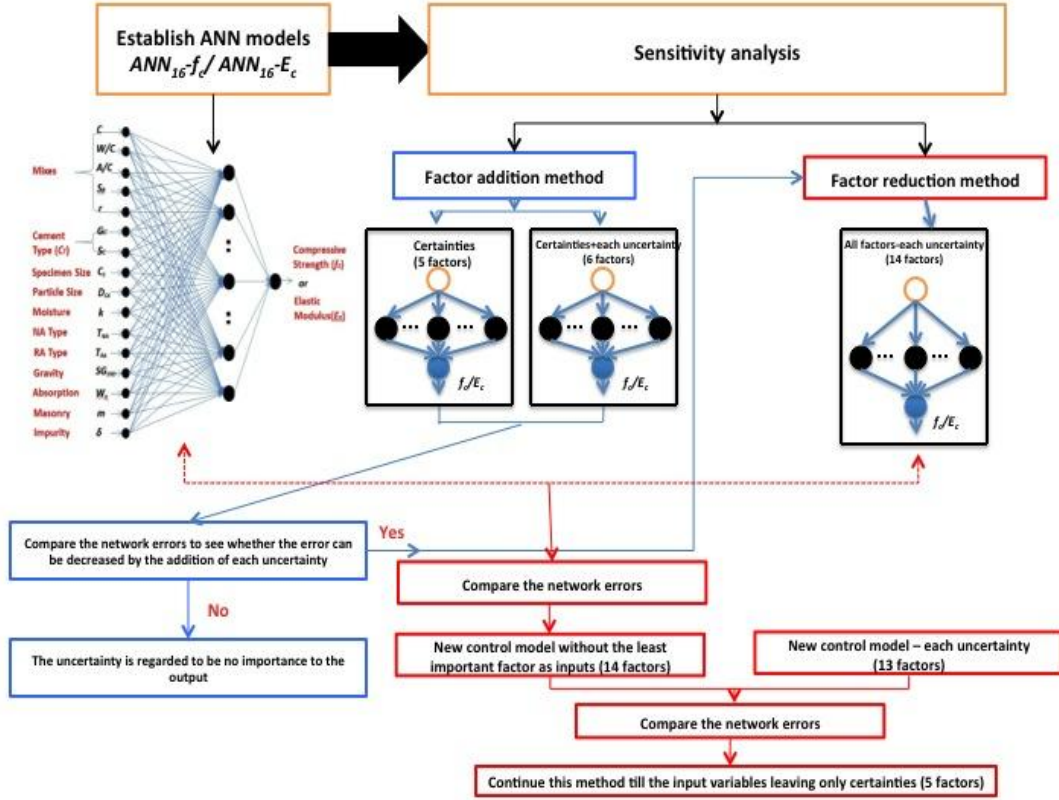 Establish ANN models
ANN16-fc/ ANN16-Ec
Sensitivity analysis
Factor addition method
Factor reduction method
C
W/C
Mixes
A/C
Cement
Type (CT)
Specimen Size
Particle Size
Moisture
k
NA Type
TNA
RA Type
TRA
Gravity
Absorption
Masonry
m
Impurity
δ
Compressive
Strength (fc)
or
Elastic
Modulus(Ec)
Certainties
(5 factors)
fc/Ec
Certainties+each uncertainty
(6 factors)
fc/Ec
All factors-each uncertainty
(14 factors)
fc/Ec
Compare the network errors to see whether the error can
be decreased by the addition of each uncertainty
Yes
No
The uncertainty is regarded to be no importance to the
output
Compare the network errors
New control model without the least
important factor as inputs (14 factors)
New control model – each uncertainty
(13 factors)
Compare the network errors
Continue this method till the input variables leaving only certainties (5 factors)